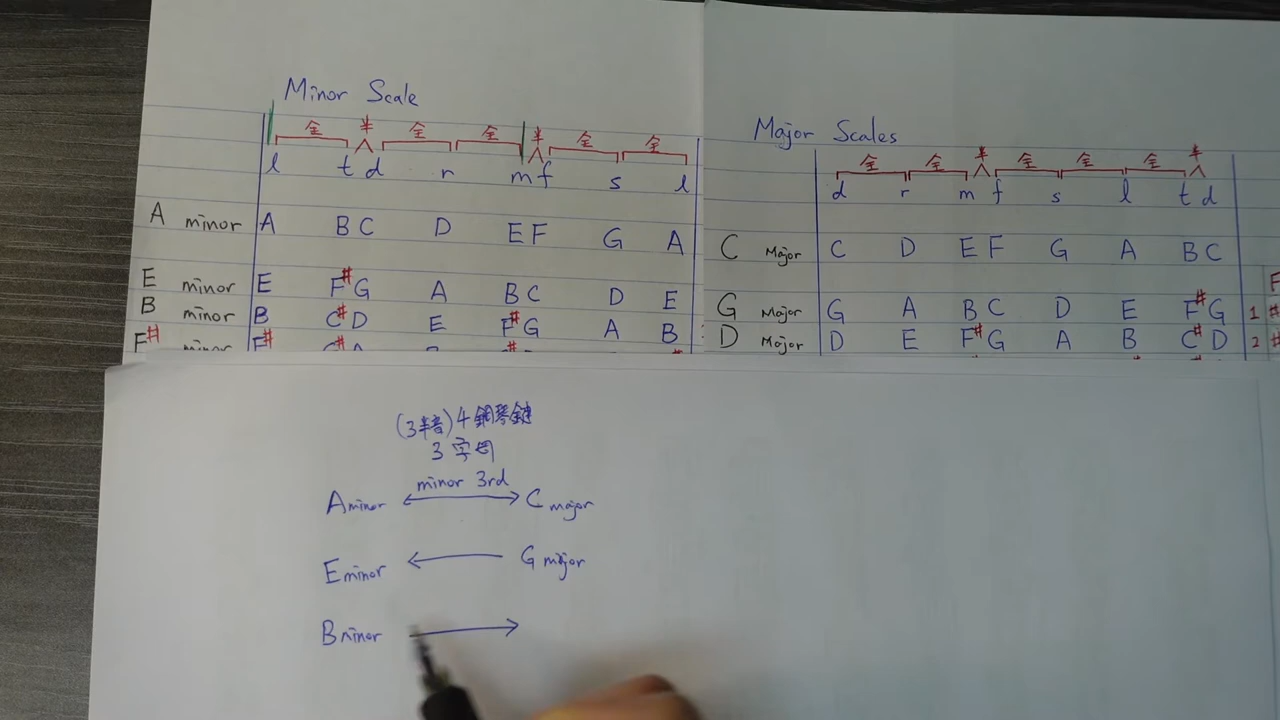 Minor Scale
全 半 全 全 半 全 全
l t d r m f s l
A minor A B C D E F G A
E minor E F# G A B C D E
B minor B C# D E F# G A B
F# minor F#
Major Scales
全 全 半 全 全 全 半
d r m f s l t d
C Major C D E F G A B C
G Major G A B C D E F# G 1 #
D Major D E F# G A B C# D 2 #
(3半音) 4鋼琴鍵
3 字母
minor 3rd
A minor C major
E minor G major
B minor